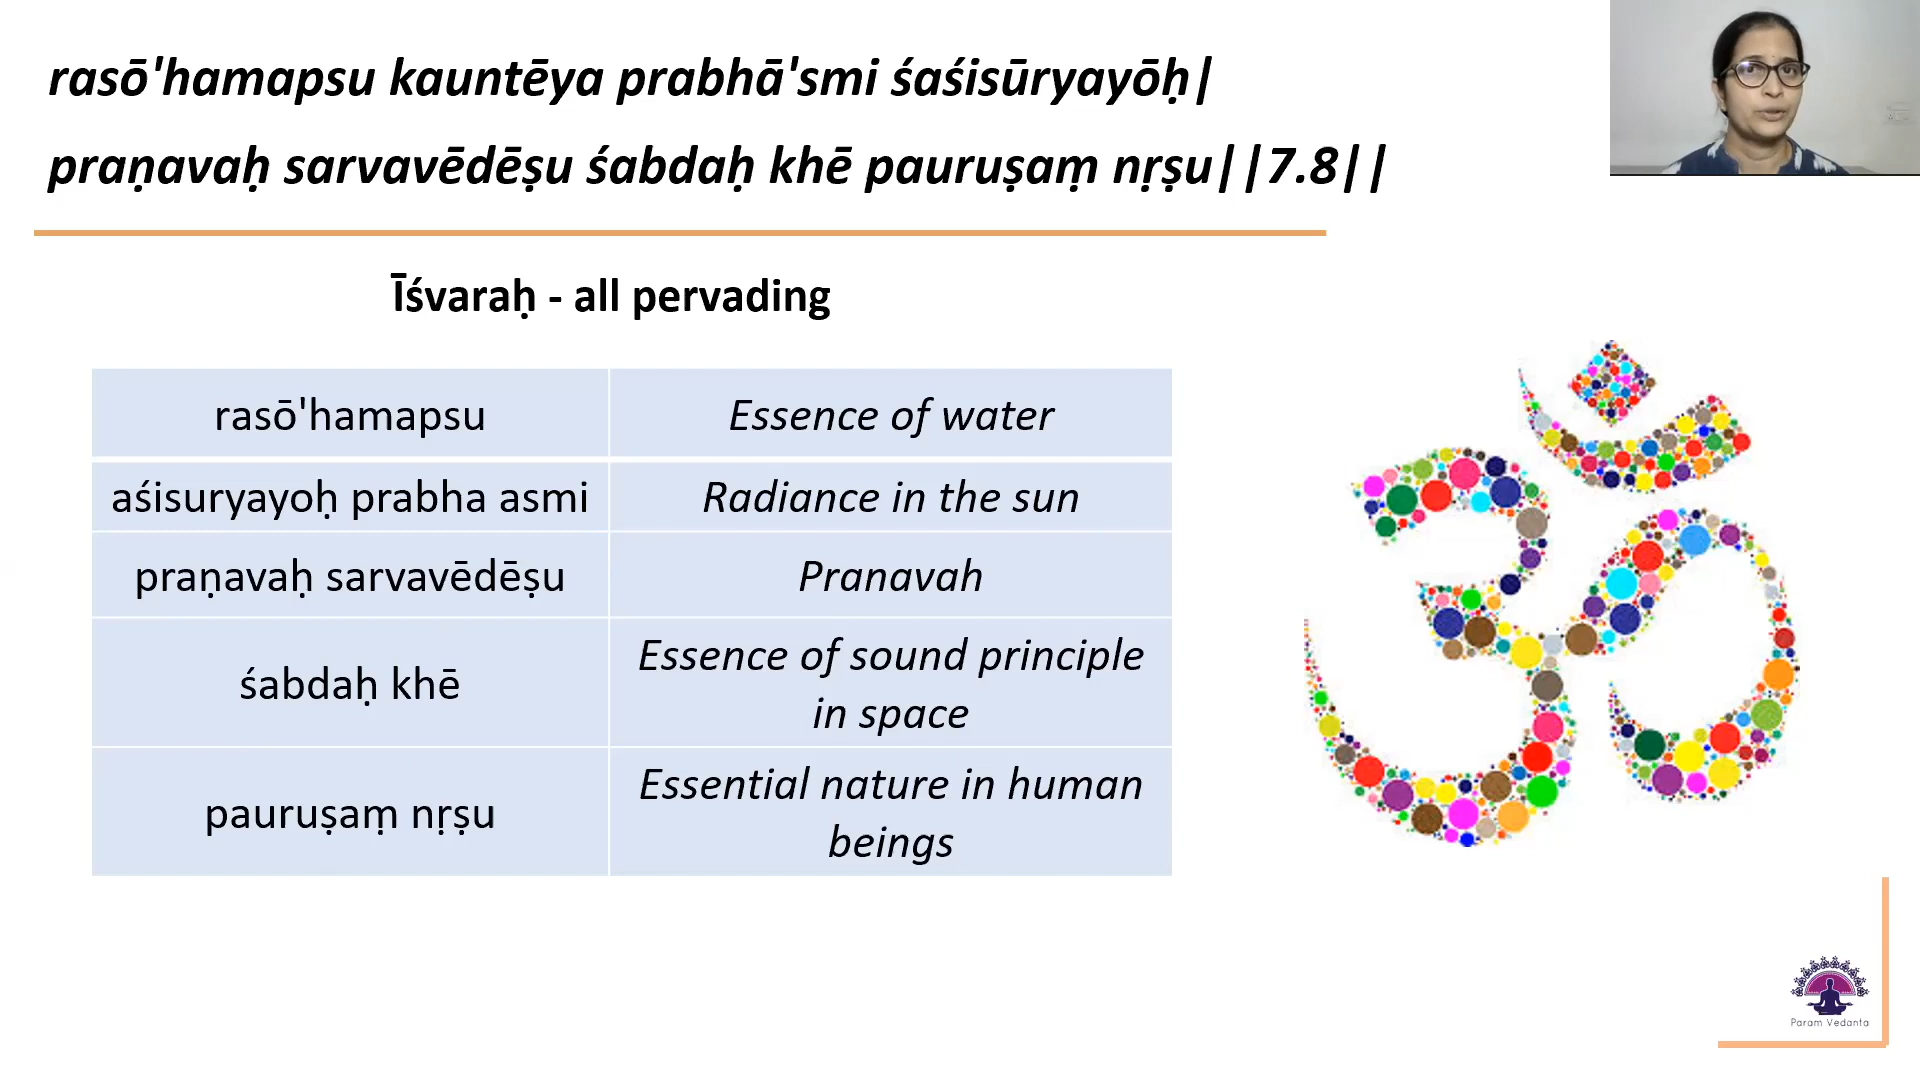 rasō'hamapsu kauntēya prabhā'smi śaśisūryayōḥ|
praṇavaḥ sarvavēdēṣu śabdaḥ khē pauruṣaṃ nṛṣu||7.8||
Īśvaraḥ - all pervading
rasō'hamapsu
Essence of water
aśisuryayoḥ prabha asmi
Radiance in the sun
praṇavaḥ sarvavēdēṣu
Pranavah
śabdaḥ khē
Essence of sound principle
in space
pauruṣaṃ nṛṣu
Essential nature in human
beings
Param Vedanta